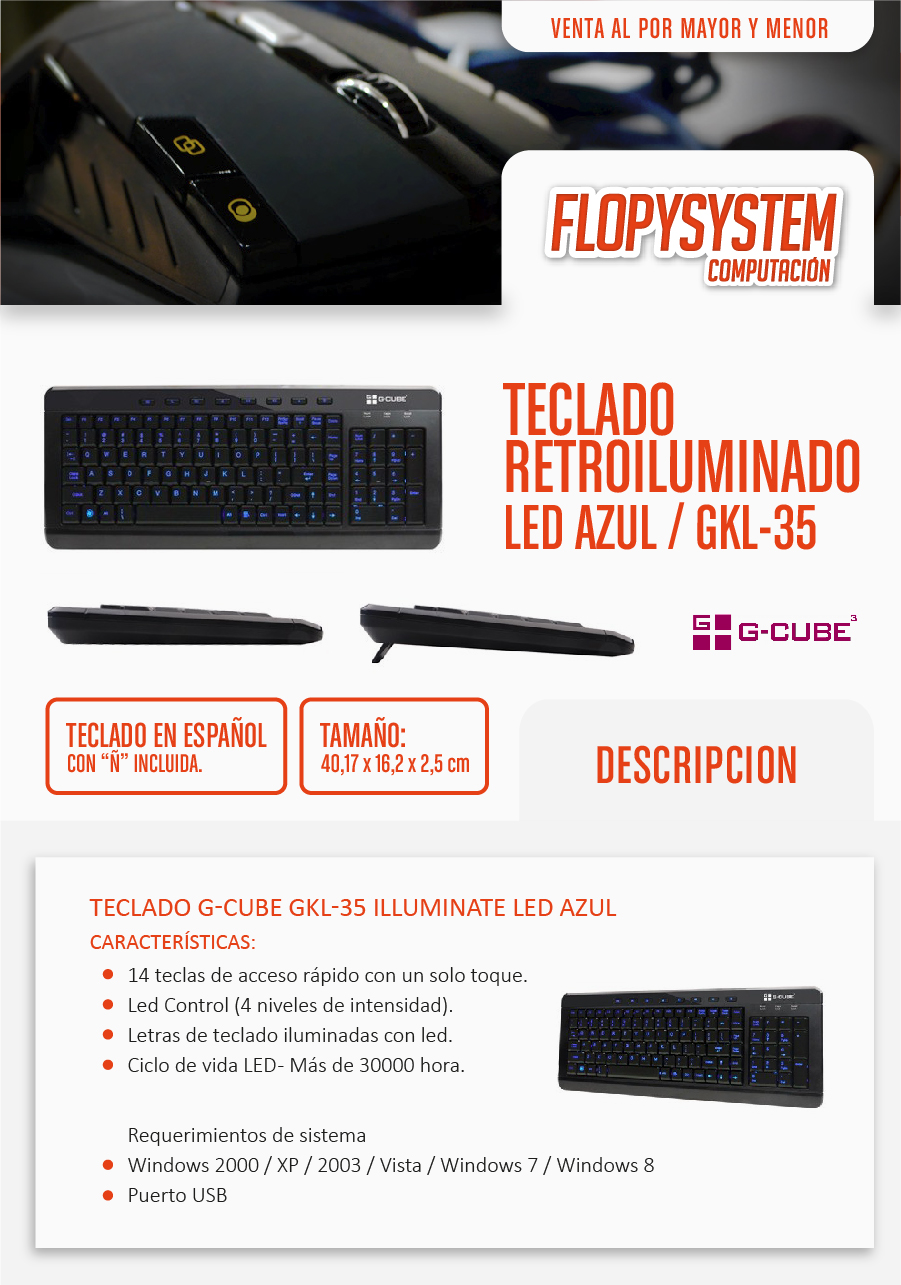 VENTA AL POR MAYOR Y MENOR
FLOPYSYSTEM
COMPUTACIÓN
G-CUBE
TECLADO
RETROILUMINADO
LED AZUL / GKL-35
G G-CUBE³
TECLADO EN ESPAÑOL
CON “Ñ” INCLUIDA.
TAMAÑO:
40,17 x 16,2 x 2,5 cm
DESCRIPCION
TECLADO G-CUBE GKL-35 ILLUMINATE LED AZUL
CARACTERÍSTICAS:
14 teclas de acceso rápido con un solo toque.
Led Control (4 niveles de intensidad).
Letras de teclado iluminadas con led.
Ciclo de vida LED- Más de 30000 hora.
G-CUBE
Requerimientos de sistema
Windows 2000 / XP / 2003 / Vista / Windows 7 / Windows 8
Puerto USB